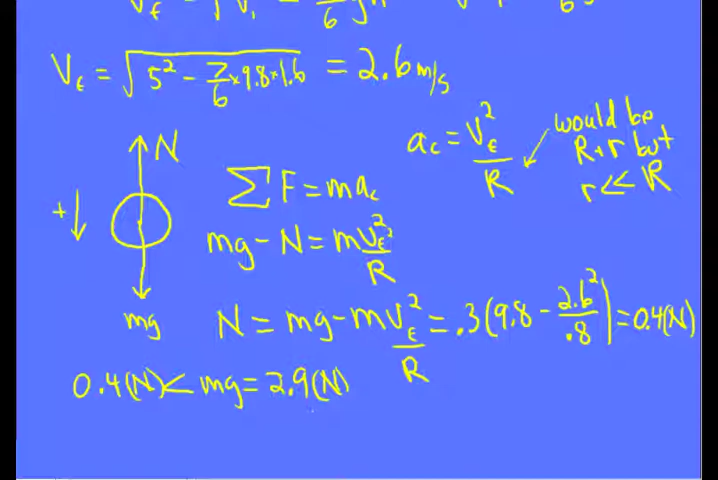 V_f = √(5² − 7/6 × 9.8 × 1.6) = 2.6 m/s
a_c = V_f²/R
would be
R+r but
r << R
N
+
ΣF = ma_c
mg − N = mV_f²/R
mg
N = mg − mV_f²/R = .3(9.8 − 2.6²/.8) = 0.4(N)
0.4(N) < mg = 2.9(N)